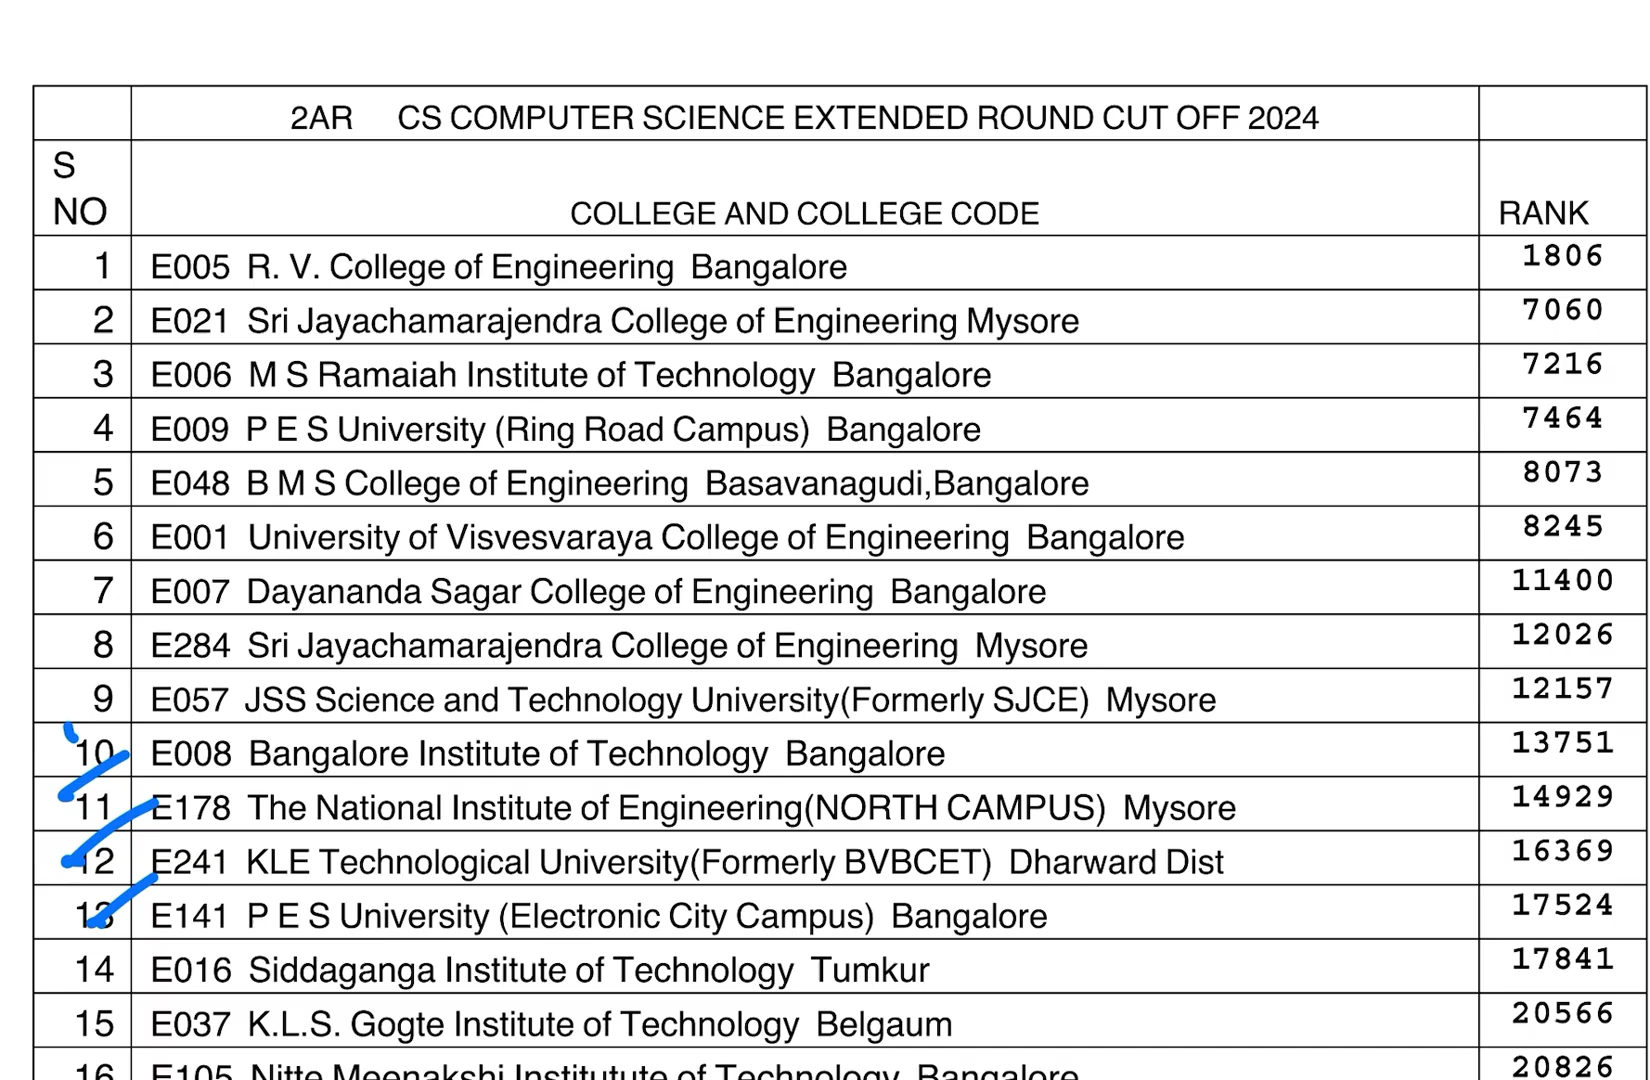 2AR CS COMPUTER SCIENCE EXTENDED ROUND CUT OFF 2024
S
NO COLLEGE AND COLLEGE CODE RANK
1 E005 R. V. College of Engineering Bangalore 1806
2 E021 Sri Jayachamarajendra College of Engineering Mysore 7060
3 E006 M S Ramaiah Institute of Technology Bangalore 7216
4 E009 P E S University (Ring Road Campus) Bangalore 7464
5 E048 B M S College of Engineering Basavanagudi,Bangalore 8073
6 E001 University of Visvesvaraya College of Engineering Bangalore 8245
7 E007 Dayananda Sagar College of Engineering Bangalore 11400
8 E284 Sri Jayachamarajendra College of Engineering Mysore 12026
9 E057 JSS Science and Technology University(Formerly SJCE) Mysore 12157
10 E008 Bangalore Institute of Technology Bangalore 13751
11 E178 The National Institute of Engineering(NORTH CAMPUS) Mysore 14929
12 E241 KLE Technological University(Formerly BVBCET) Dharward Dist 16369
13 E141 P E S University (Electronic City Campus) Bangalore 17524
14 E016 Siddaganga Institute of Technology Tumkur 17841
15 E037 K.L.S. Gogte Institute of Technology Belgaum 20566
16 E105 Nitte Meenakshi Institutute of Technology Bangalore 20826